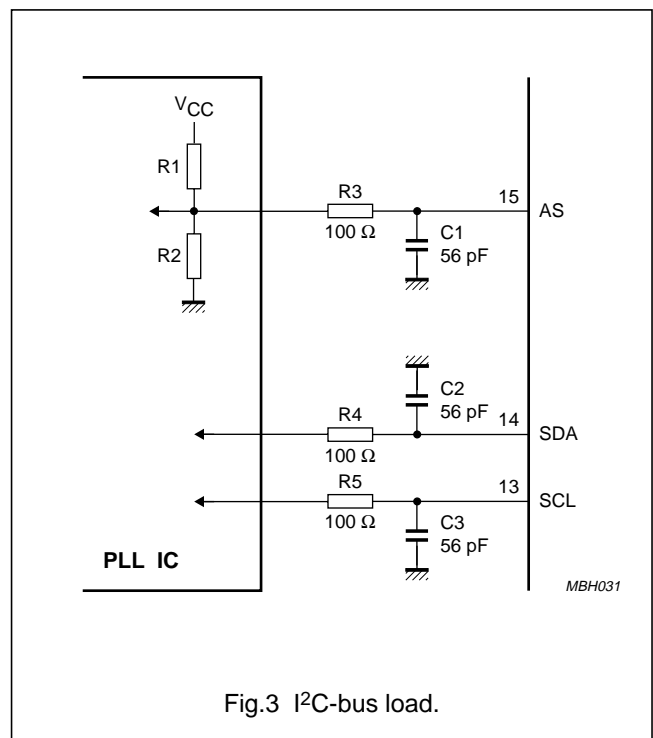 VCC
R1
R2
R3
100 Ω
C1
56 pF
15
AS
C2
56 pF
R4
100 Ω
14
SDA
R5
100 Ω
13
SCL
C3
56 pF
PLL IC
MBH031
Fig.3 I²C-bus load.